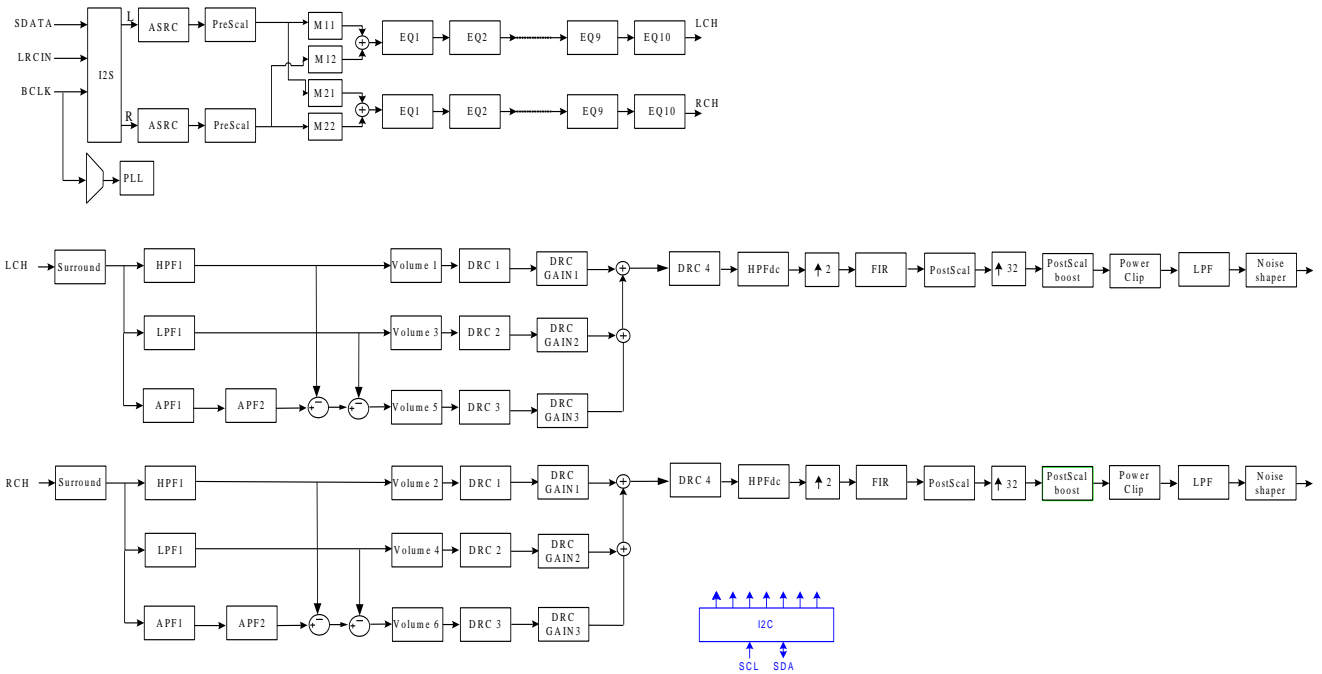 SDATA
LRCIN
BCLK
I2S
L
R
ASRC
PreScal
ASRC
PreScal
PLL
M11
M12
M21
M22
+
+
EQ1
EQ2
EQ9
EQ10
LCH
EQ1
EQ2
EQ9
EQ10
RCH
LCH
Surround
HPF1
Volume 1
DRC 1
DRC
GAIN1
+
DRC 4
HPFdc
2
FIR
PostScal
32
PostScal
boost
Power
Clip
LPF
Noise
shaper
LPF1
Volume 3
DRC 2
DRC
GAIN2
+
APF1
APF2
+ −
+ −
Volume 5
DRC 3
DRC
GAIN3
RCH
Surround
HPF1
Volume 2
DRC 1
DRC
GAIN1
+
DRC 4
HPFdc
2
FIR
PostScal
32
PostScal
boost
Power
Clip
LPF
Noise
shaper
LPF1
Volume 4
DRC 2
DRC
GAIN2
+
APF1
APF2
+ −
+ −
Volume 6
DRC 3
DRC
GAIN3
I2C
SCL
SDA